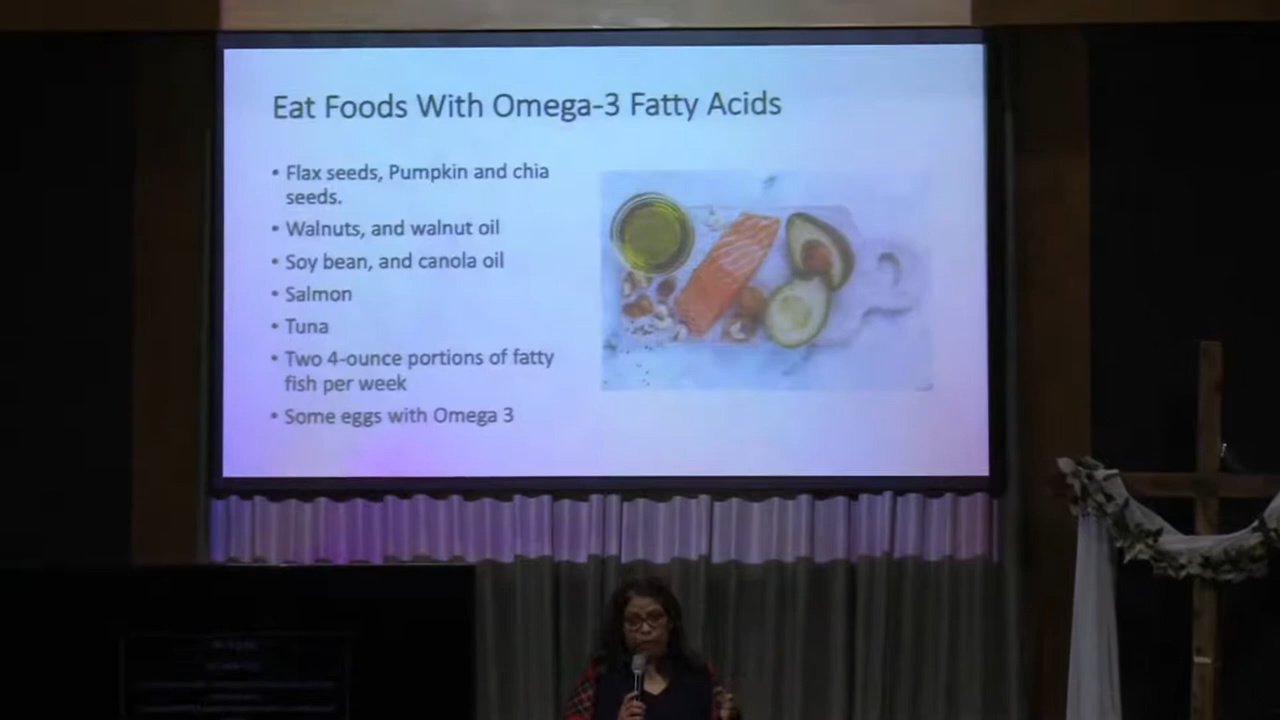 Eat Foods With Omega-3 Fatty Acids
• Flax seeds, Pumpkin and chia
seeds.
• Walnuts, and walnut oil
• Soy bean, and canola oil
• Salmon
• Tuna
• Two 4-ounce portions of fatty
fish per week
• Some eggs with Omega 3